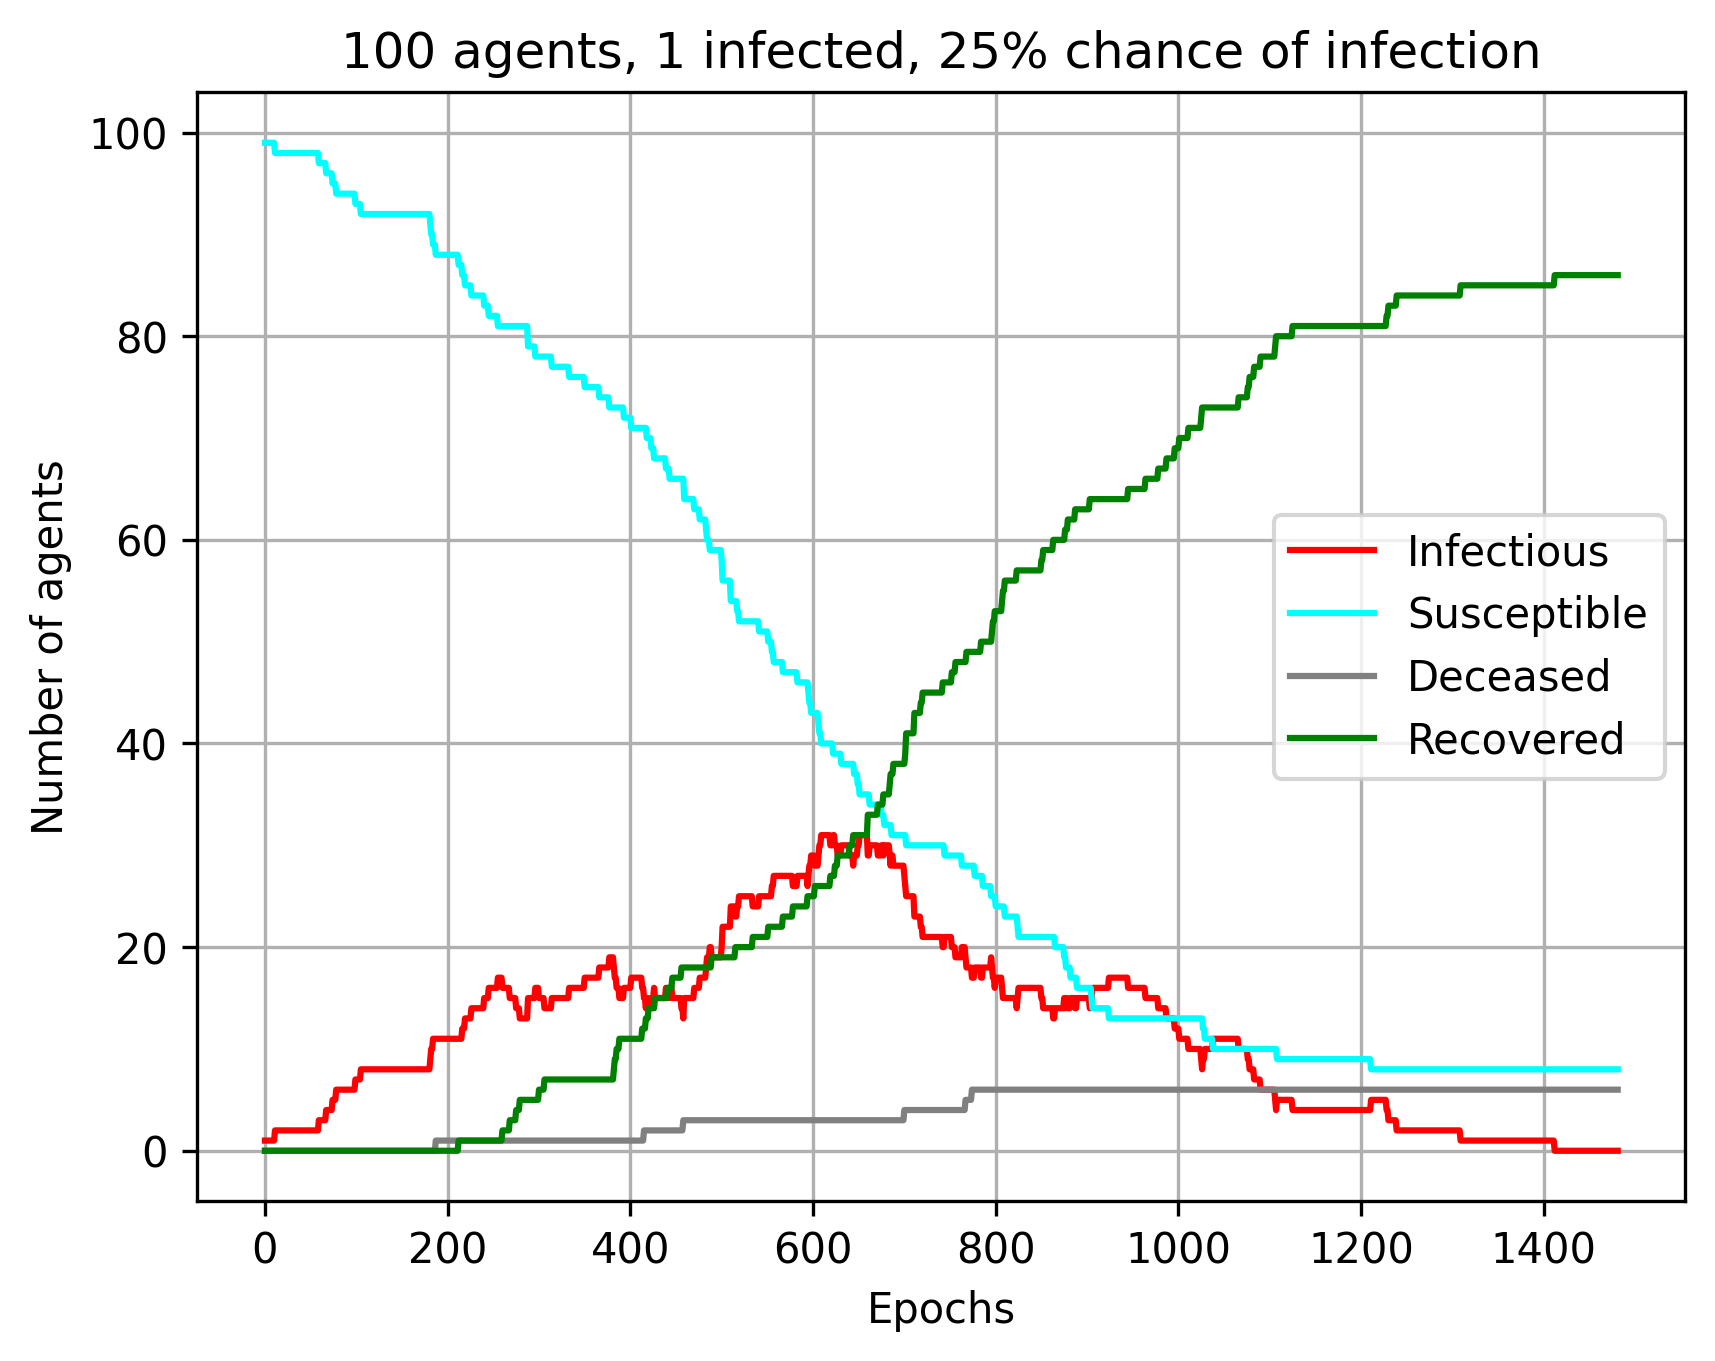 100 agents, 1 infected, 25% chance of infection
Number of agents
100
80
60
40
20
0
Infectious
Susceptible
Deceased
Recovered
0 200 400 600 800 1000 1200 1400
Epochs